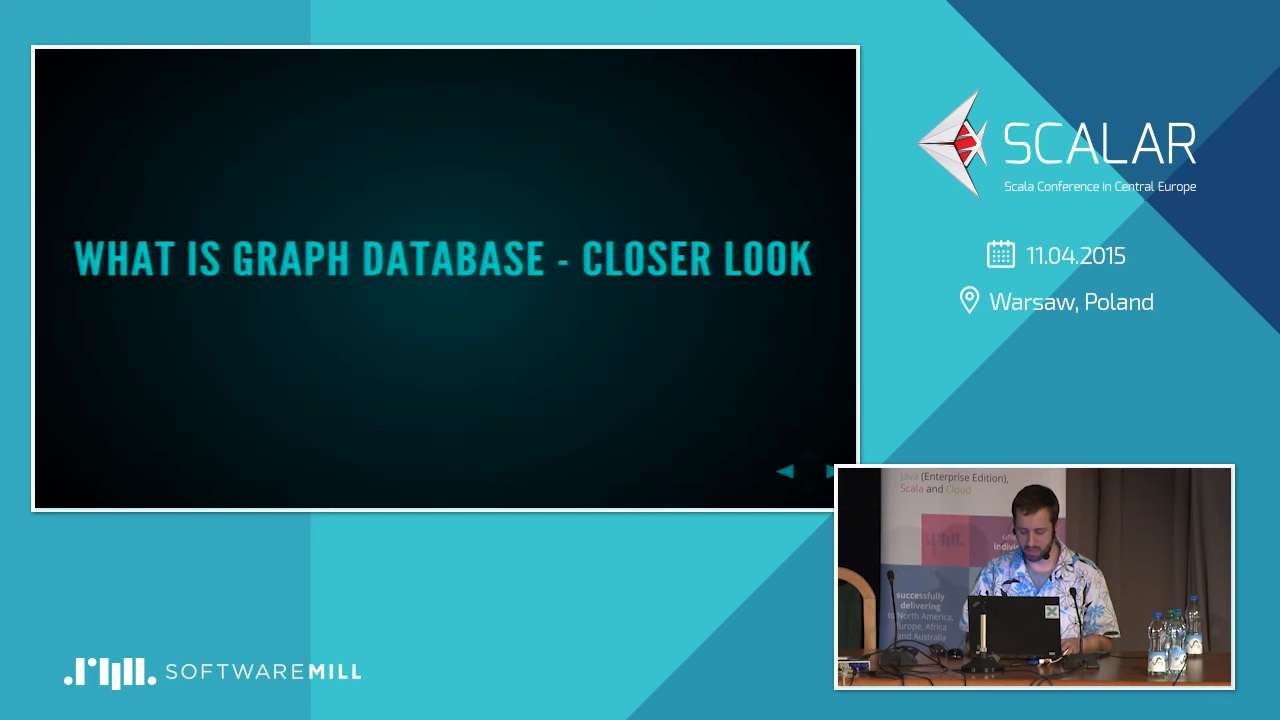 WHAT IS GRAPH DATABASE - CLOSER LOOK
SCALAR
Scala Conference in Central Europe
11.04.2015
Warsaw, Poland
Java (Enterprise Edition),
Scala and Cloud
successfully
delivering
to North America,
Europe, Africa
and Australia
SOFTWAREMILL